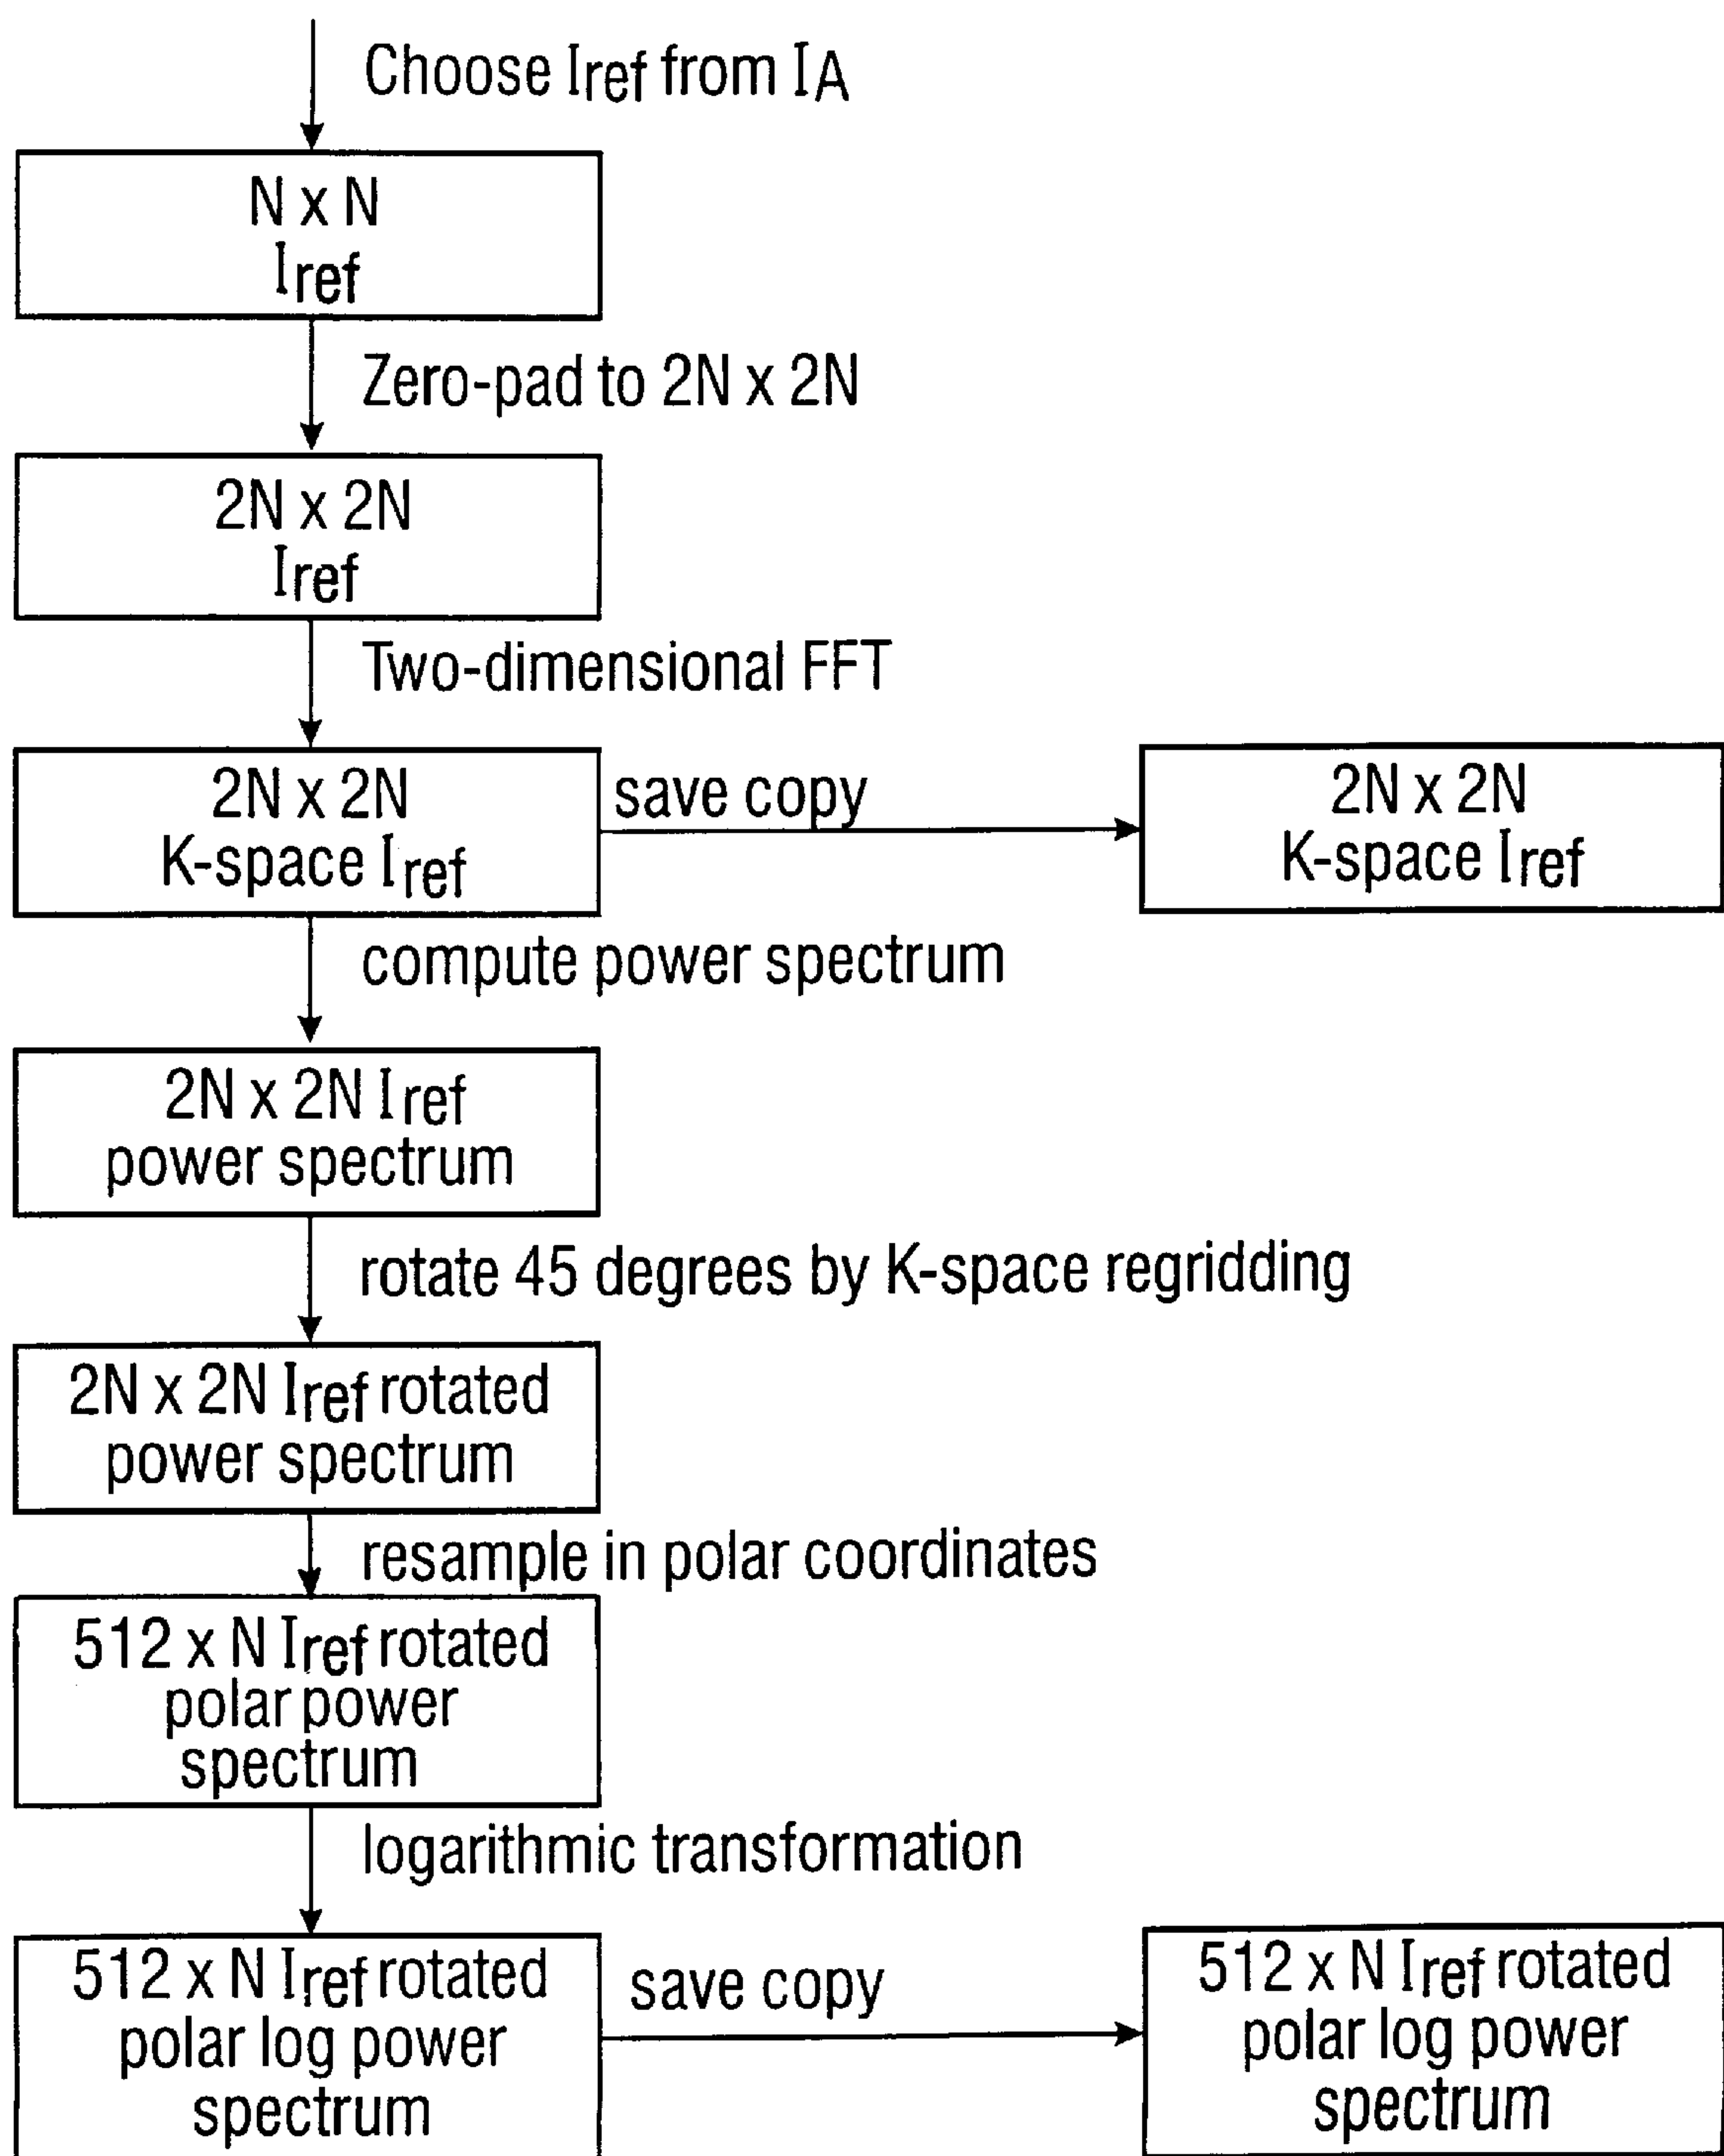 Choose Iref from IA
N x N
Iref
Zero-pad to 2N x 2N
2N x 2N
Iref
Two-dimensional FFT
2N x 2N
K-space Iref
save copy
2N x 2N
K-space Iref
compute power spectrum
2N x 2N Iref
power spectrum
rotate 45 degrees by K-space regridding
2N x 2N Iref rotated
power spectrum
resample in polar coordinates
512 x N Iref rotated
polar power
spectrum
logarithmic transformation
512 x N Iref rotated
polar log power
spectrum
save copy
512 x N Iref rotated
polar log power
spectrum